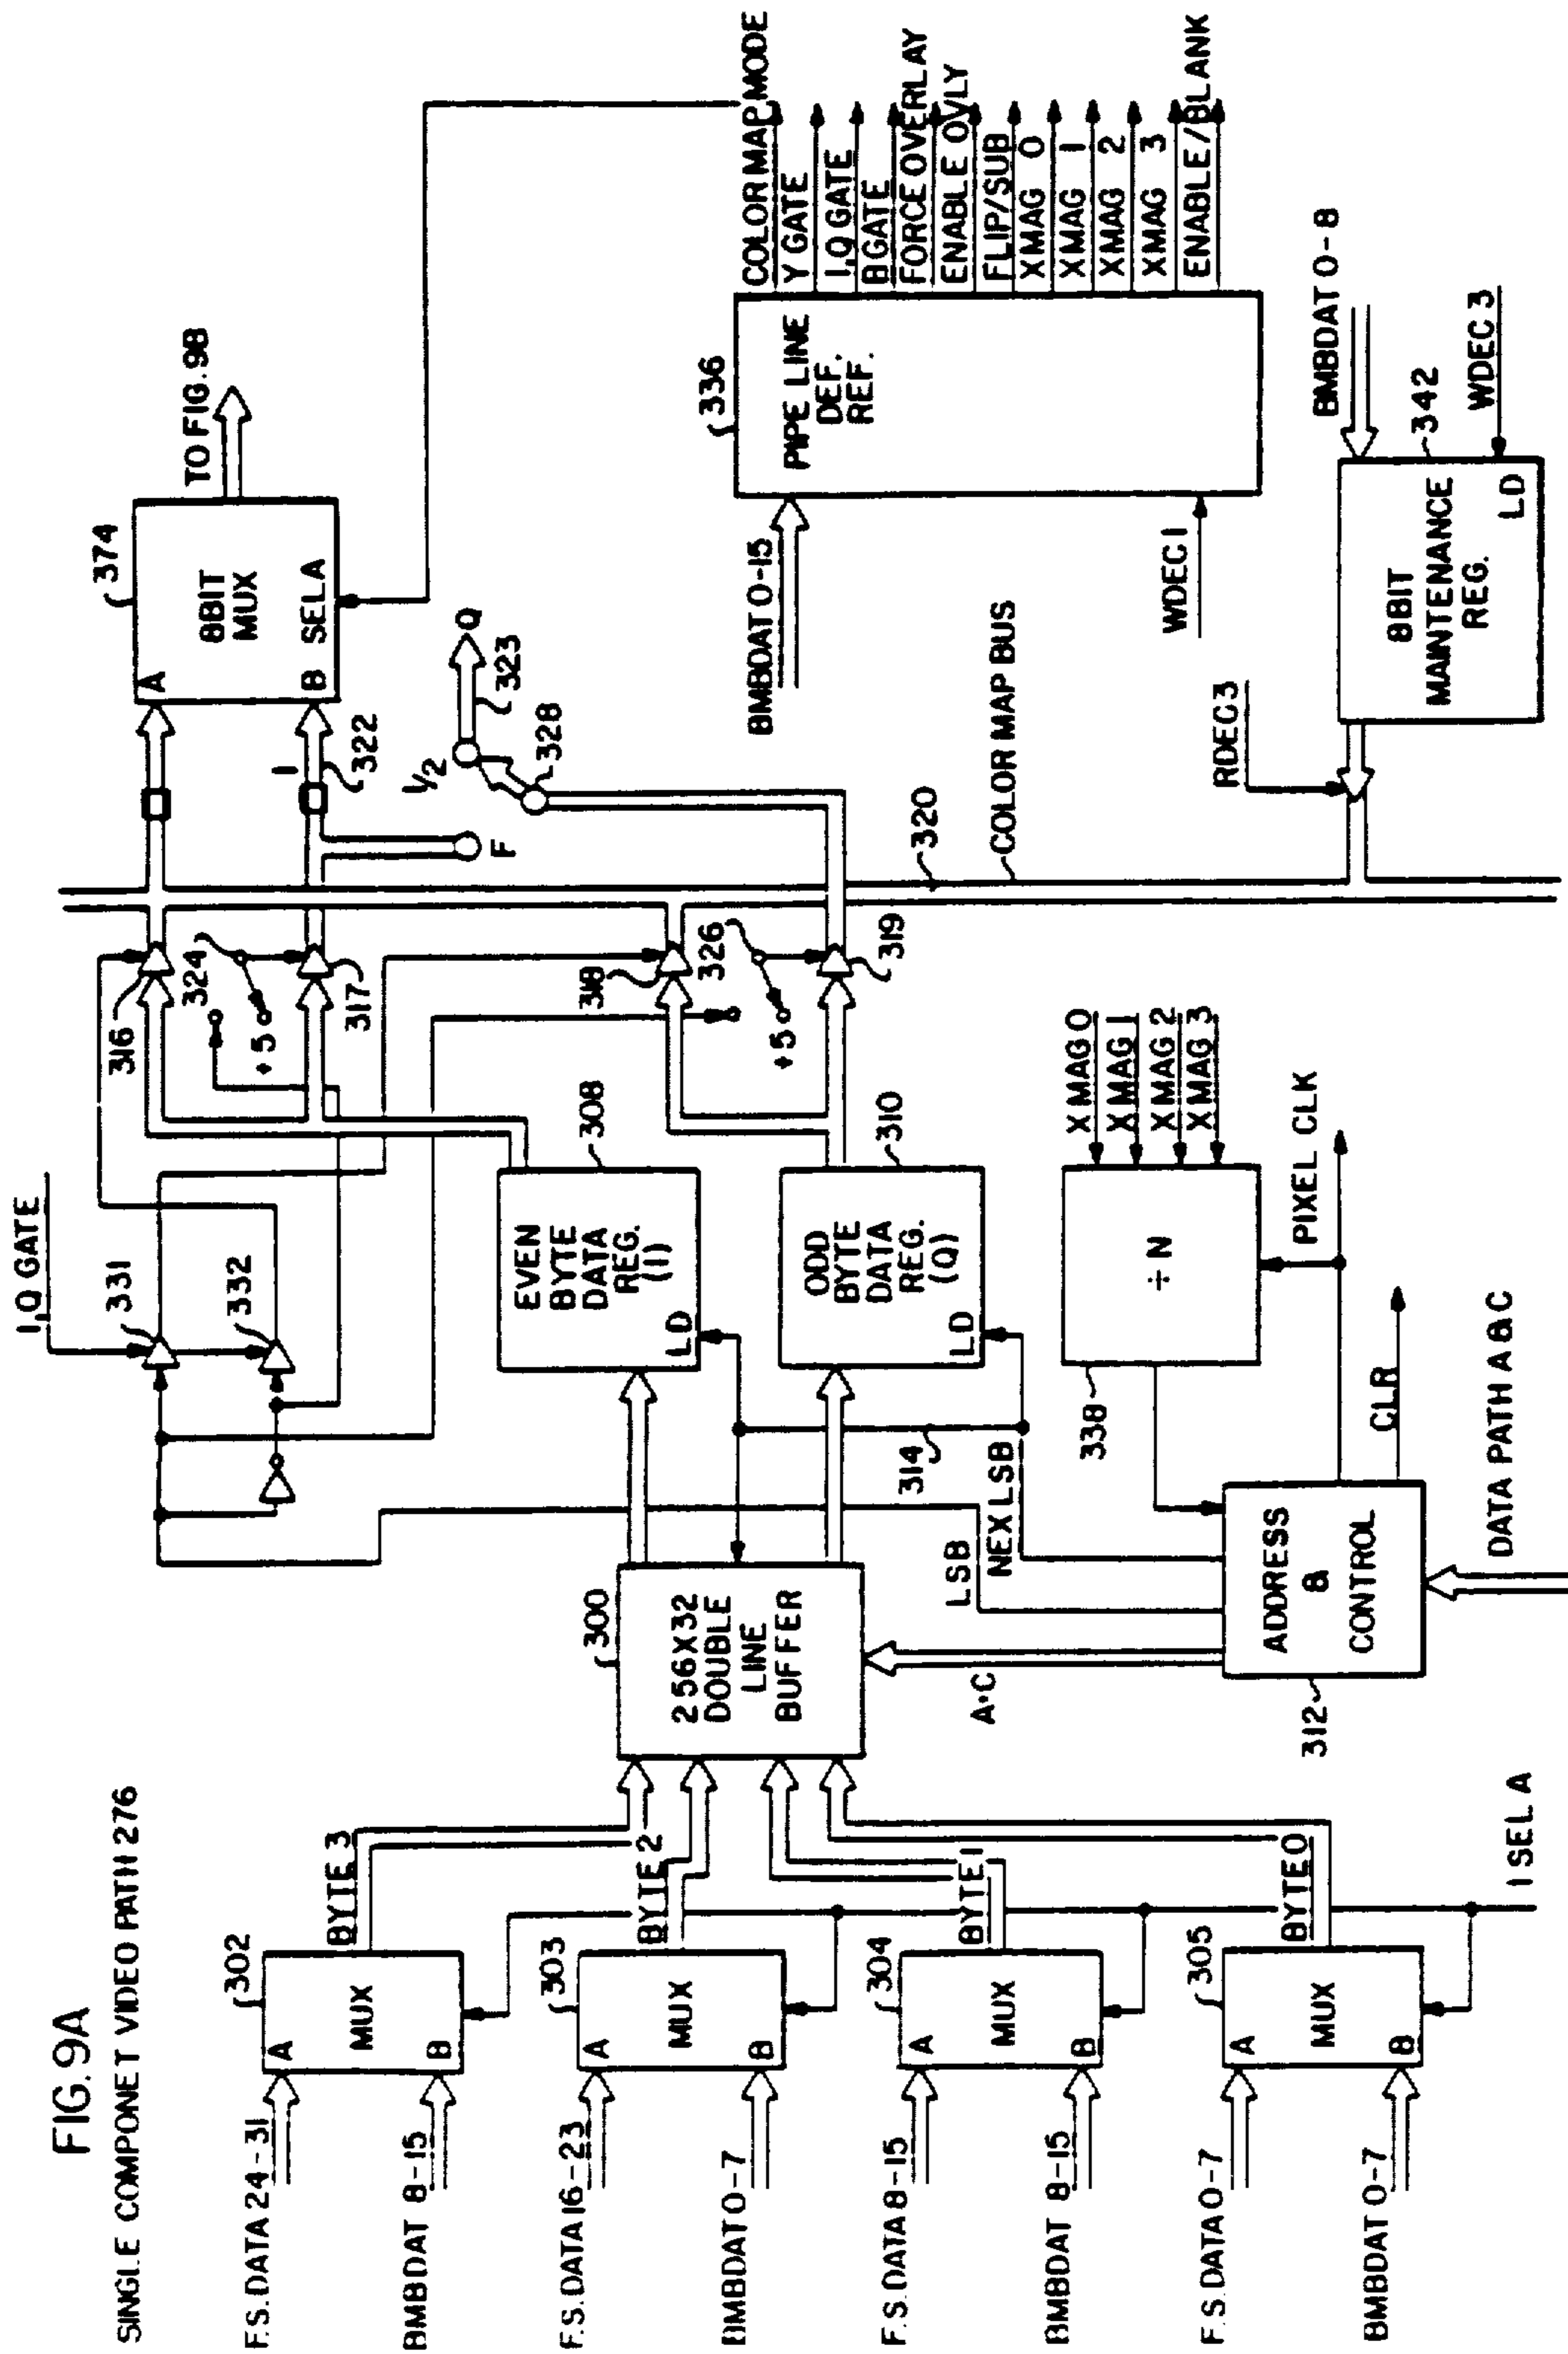 FIG. 9A
SINGLE COMPONET VIDEO PATH 276
F.S. DATA 24-31
BMBDAT 8-15
F.S. DATA 16-23
BMBDAT 0-7
F.S. DATA 8-15
BMBDAT 8-15
F.S. DATA 0-7
BMBDAT 0-7
302
A
MUX
B
303
A
MUX
B
304
A
MUX
B
305
A
MUX
B
BYTE 3
BYTE 2
BYTE 1
BYTE 0
1 SEL A
300
256X32
DOUBLE
LINE
BUFFER
A+C
LSB
NEX LSB
314
312
ADDRESS
&
CONTROL
DATA PATH A & C
CLR
PIXEL CLK
338
÷ N
XMAG 0
XMAG 1
XMAG 2
XMAG 3
I,Q GATE
331
332
EVEN
BYTE
DATA
REG.
(I)
LD
308
ODD
BYTE
DATA
REG.
(Q)
LD
310
316
324
+5
317
318
326
+5
319
320
COLOR MAP BUS
F
I
322
1/2
328
323
Q
374
A
8BIT
MUX
B SELA
TO FIG. 9B
336
PIPE LINE
DEF.
REF.
BMBDAT 0-15
WDEC 1
COLOR MAP MODE
Y GATE
I,Q GATE
B GATE
FORCE OVERLAY
ENABLE OVLY
FLIP/SUB
XMAG 0
XMAG 1
XMAG 2
XMAG 3
ENABLE/BLANK
RDEC3
8BIT
MAINTENANCE
REG.
LD
342
BMBDAT 0-8
WDEC 3